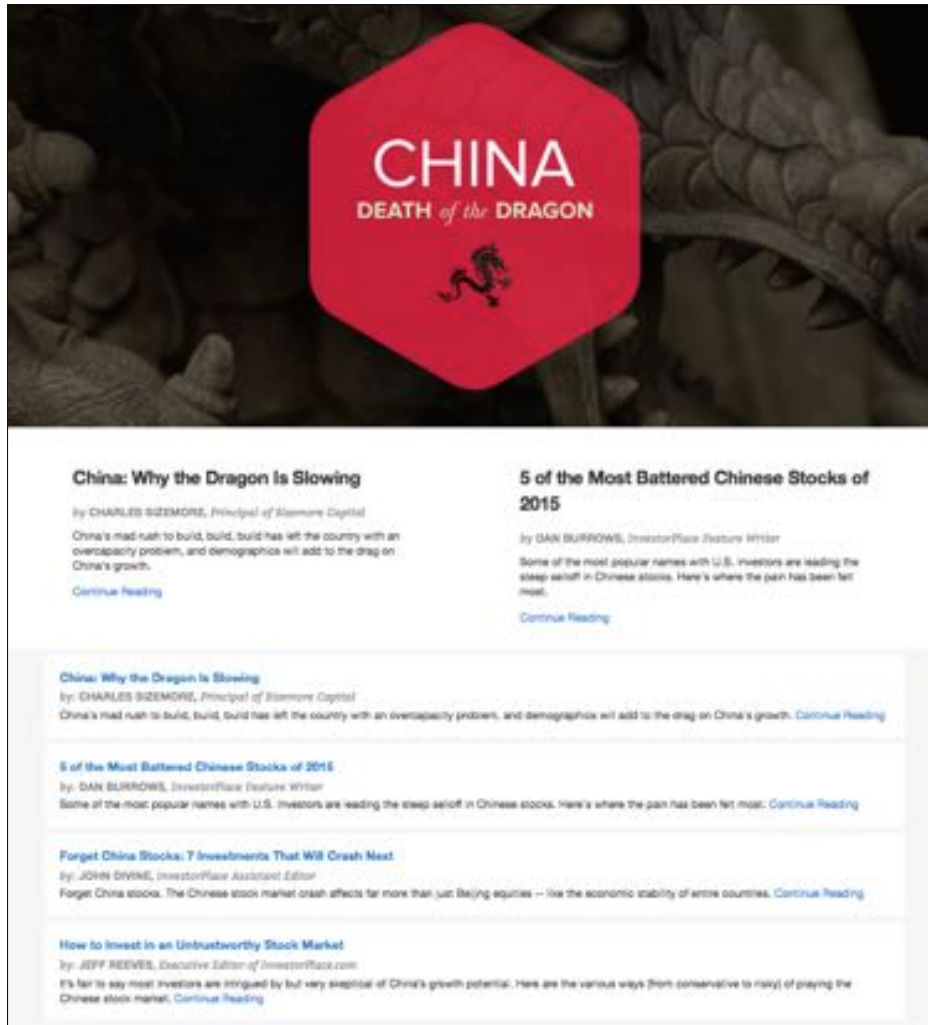 CHINA
DEATH of the DRAGON
China: Why the Dragon Is Slowing
by CHARLES SIZEMORE, Principal of Sizemore Capital
China's mad rush to build, build, build has left the country with an
overcapacity problem, and demographics will add to the drag on
China's growth.
Continue Reading
5 of the Most Battered Chinese Stocks of
2015
by DAN BURROWS, InvestorPlace Feature Writer
Some of the most popular names with U.S. investors are leading the
steep selloff in Chinese stocks. Here's where the pain has been felt
most.
Continue Reading
China: Why the Dragon Is Slowing
by: CHARLES SIZEMORE, Principal of Sizemore Capital
China's mad rush to build, build, build has left the country with an overcapacity problem, and demographics will add to the drag on China's growth. Continue Reading
5 of the Most Battered Chinese Stocks of 2015
by: DAN BURROWS, InvestorPlace Feature Writer
Some of the most popular names with U.S. investors are leading the steep selloff in Chinese stocks. Here's where the pain has been felt most. Continue Reading
Forget China Stocks: 7 Investments That Will Crash Next
by: JOHN DIVINE, InvestorPlace Assistant Editor
Forget China stocks. The Chinese stock market crash affects far more than just Beijing equities — like the economic stability of entire countries. Continue Reading
How to Invest in an Untrustworthy Stock Market
by: JEFF REEVES, Executive Editor of InvestorPlace.com
It's fair to say most investors are intrigued by but very skeptical of China's growth potential. Here are the various ways (from conservative to risky) of playing the
Chinese stock market. Continue Reading